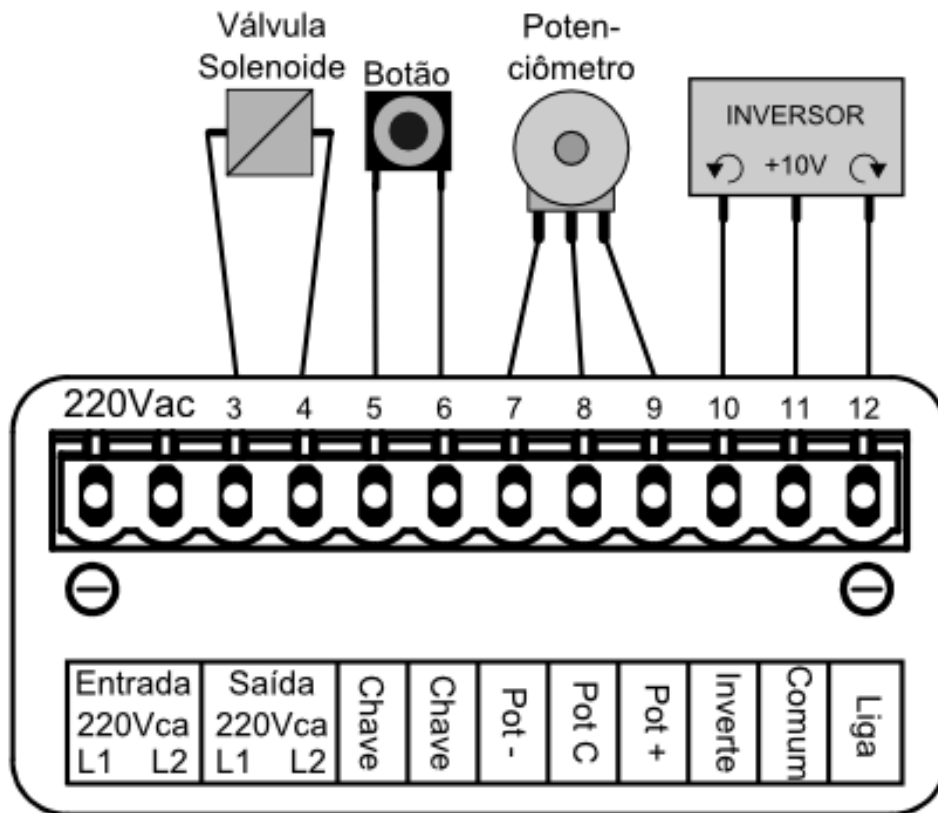 Válvula
Solenoide
Botão
Poten-
ciômetro
INVERSOR
+10V
220Vac 3 4 5 6 7 8 9 10 11 12
Entrada
220Vca
L1 L2
Saída
220Vca
L1 L2
Chave
Chave
Pot -
Pot C
Pot +
Inverte
Comum
Liga